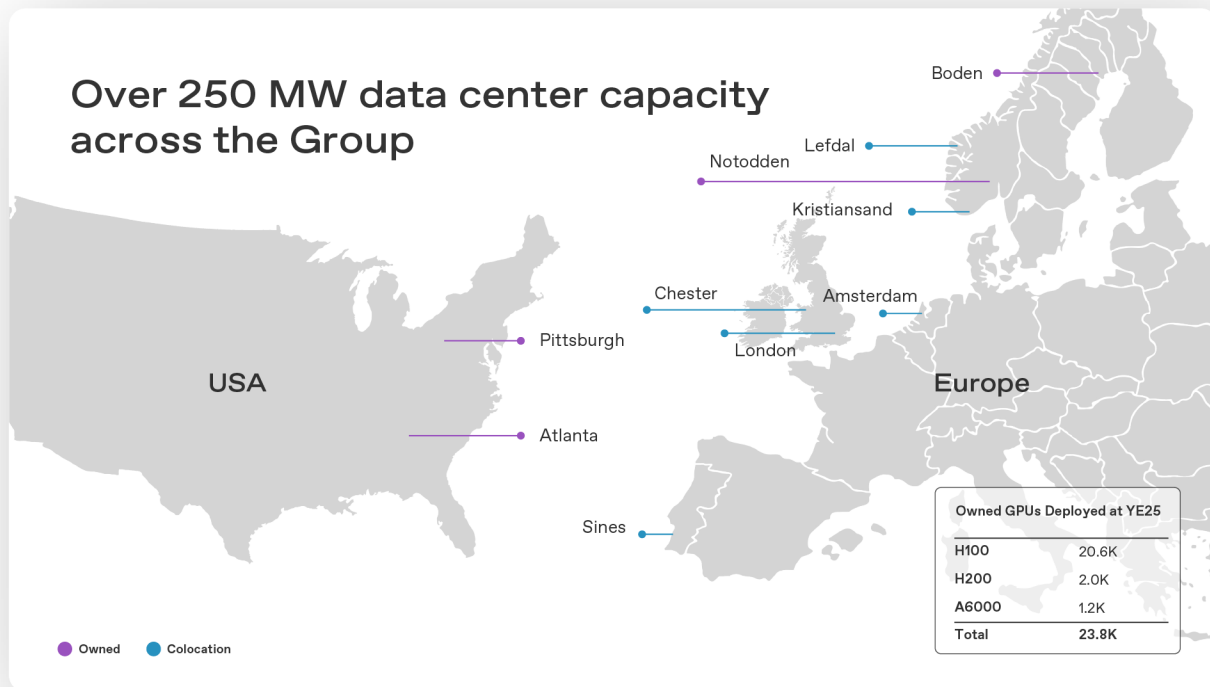 Over 250 MW data center capacity
across the Group
Boden
Lefdal
Notodden
Kristiansand
Chester
Amsterdam
London
Pittsburgh
USA
Europe
Atlanta
Sines
Owned GPUs Deployed at YE25
H100 20.6K
H200 2.0K
A6000 1.2K
Total 23.8K
Owned Colocation